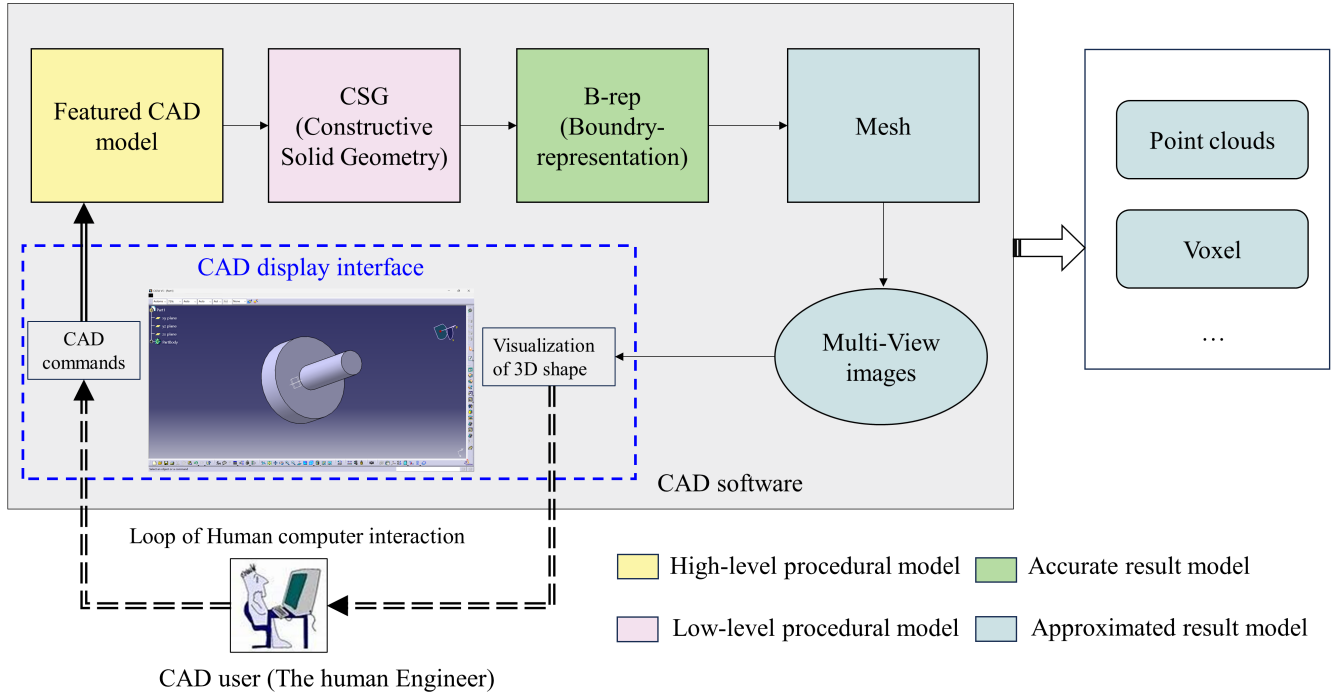 Featured CAD
model
CSG
(Constructive
Solid Geometry)
B-rep
(Boundry-
representation)
Mesh
Point clouds
Voxel
...
CAD display interface
CAD
commands
Visualization
of 3D shape
Multi-View
images
CAD software
Loop of Human computer interaction
CAD user (The human Engineer)
High-level procedural model
Accurate result model
Low-level procedural model
Approximated result model